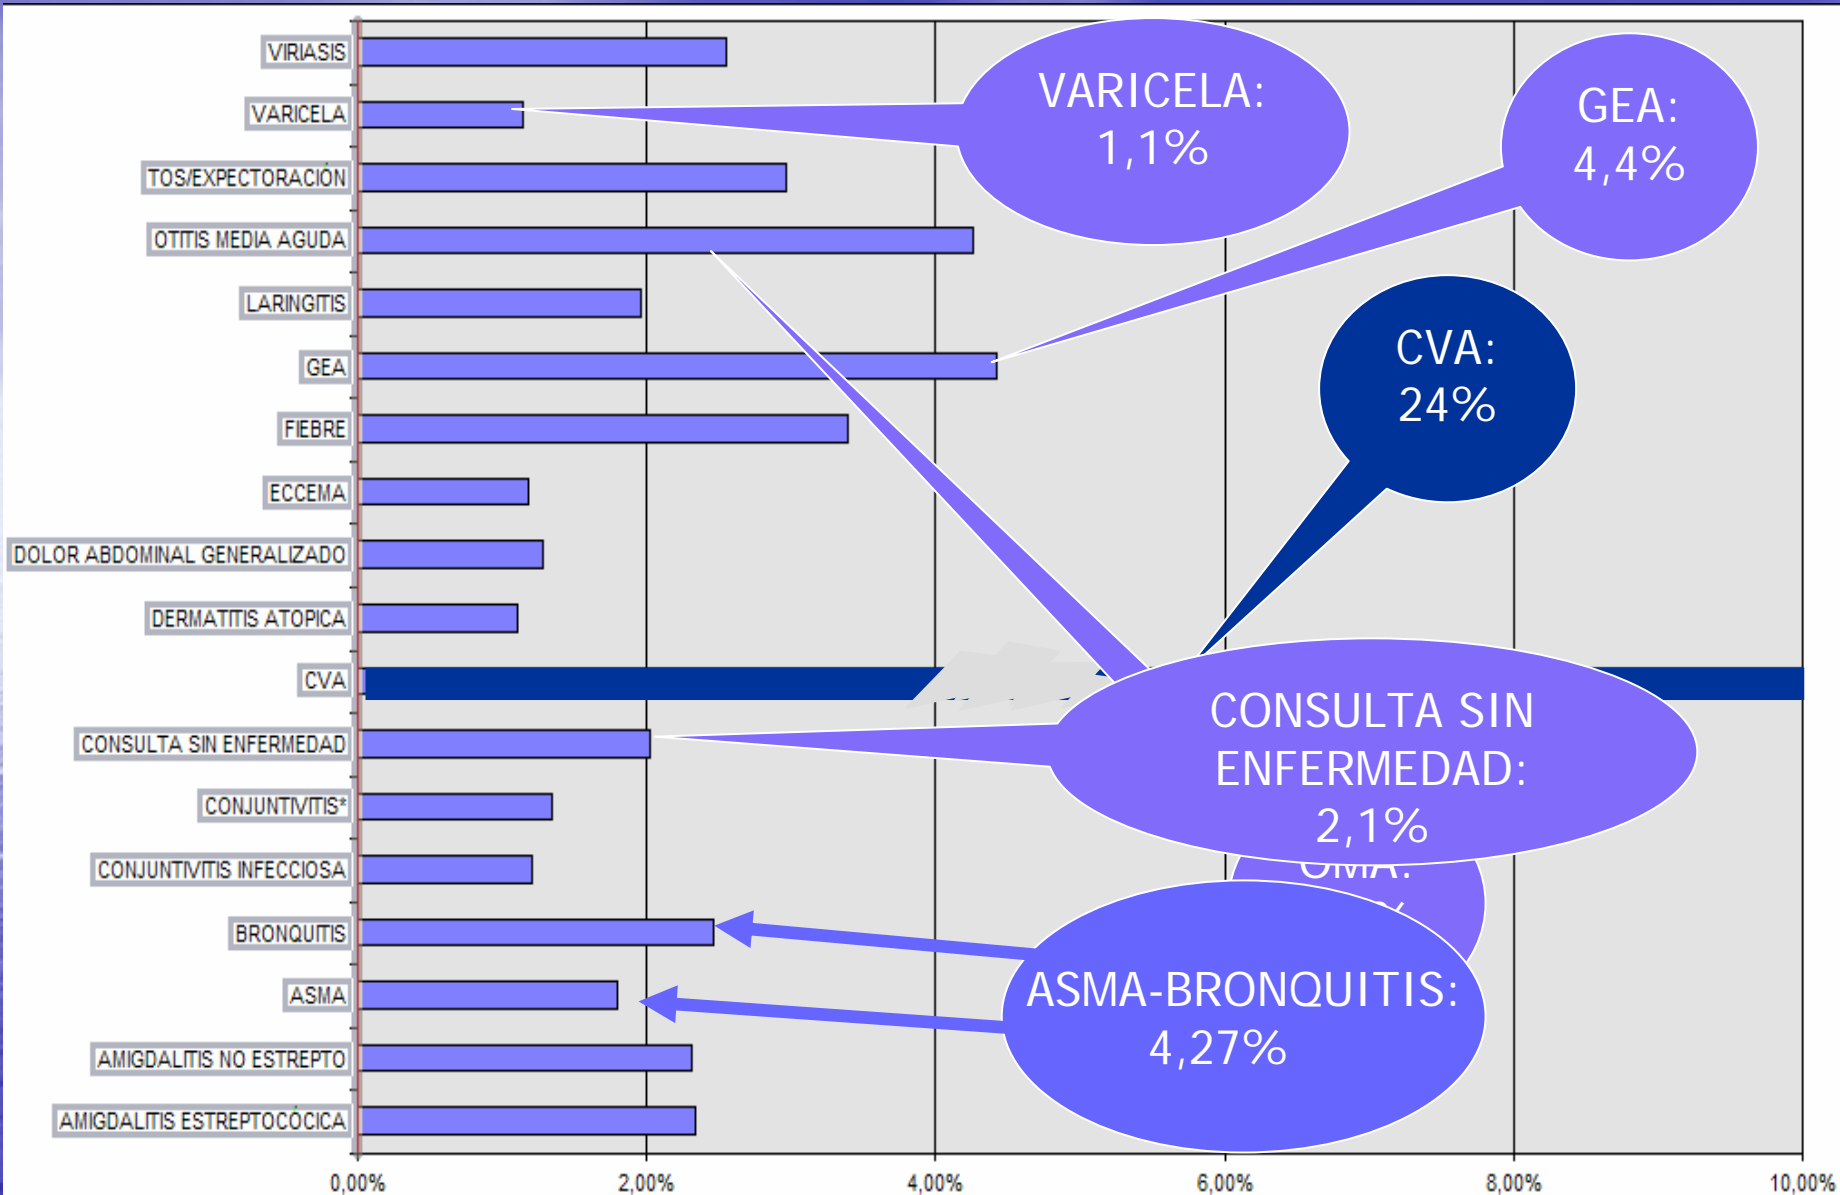 VIRIASIS
VARICELA
TOS/EXPECTORACIÓN
OTITIS MEDIA AGUDA
LARINGITIS
GEA
FIEBRE
ECCEMA
DOLOR ABDOMINAL GENERALIZADO
DERMATITIS ATOPICA
CVA
CONSULTA SIN ENFERMEDAD
CONJUNTIVITIS*
CONJUNTIVITIS INFECCIOSA
BRONQUITIS
ASMA
AMIGDALITIS NO ESTREPTO
AMIGDALITIS ESTREPTOCÓCICA
VARICELA:
1,1%
GEA:
4,4%
CVA:
24%
CONSULTA SIN
ENFERMEDAD:
2,1%
OMA:
ASMA-BRONQUITIS:
4,27%
0,00% 2,00% 4,00% 6,00% 8,00% 10,00%